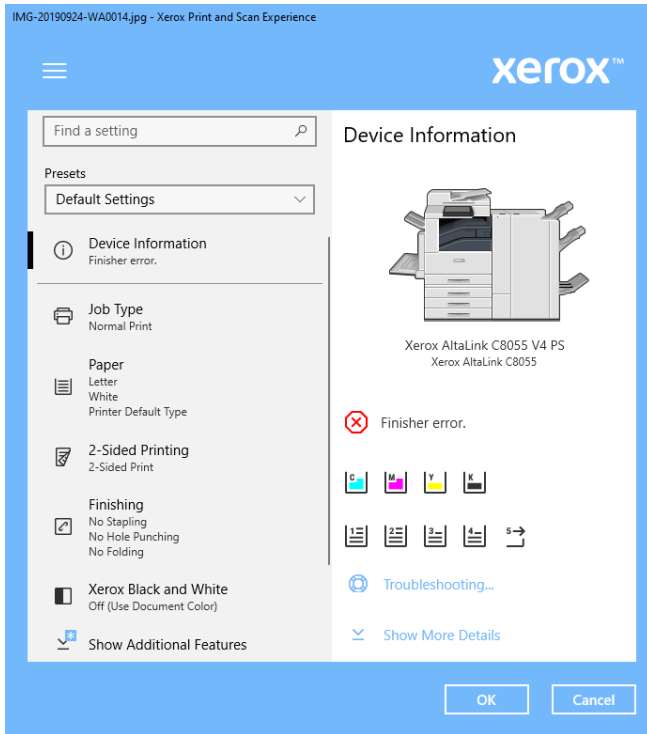 IMG-20190924-WA0014.jpg - Xerox Print and Scan Experience
xerox™
Find a setting
Presets
Default Settings
Device Information
Finisher error.
Job Type
Normal Print
Paper
Letter
White
Printer Default Type
2-Sided Printing
2-Sided Print
Finishing
No Stapling
No Hole Punching
No Folding
Xerox Black and White
Off (Use Document Color)
Show Additional Features
Device Information
Xerox AltaLink C8055 V4 PS
Xerox AltaLink C8055
Finisher error.
C M Y K
1 2 3 4 5
Troubleshooting...
Show More Details
OK Cancel